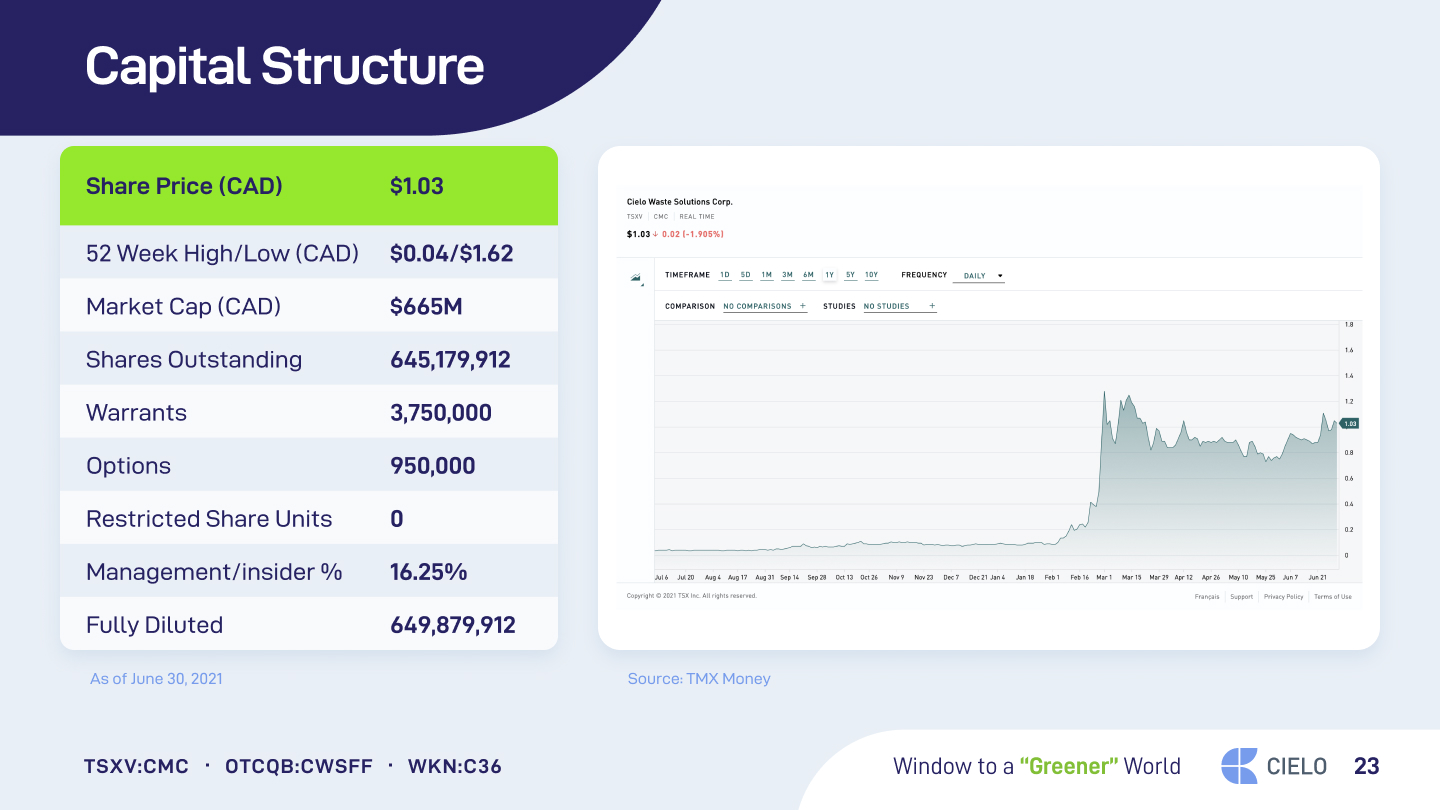 Capital Structure
Share Price (CAD) $1.03
52 Week High/Low (CAD) $0.04/$1.62
Market Cap (CAD) $665M
Shares Outstanding 645,179,912
Warrants 3,750,000
Options 950,000
Restricted Share Units 0
Management/insider % 16.25%
Fully Diluted 649,879,912
As of June 30, 2021
Cielo Waste Solutions Corp.
TSXV | CMC | REAL TIME
$1.03 ↓ 0.02 (-1.905%)
TIMEFRAME 1D 5D 1M 3M 6M 1Y 5Y 10Y FREQUENCY DAILY
COMPARISON NO COMPARISONS + STUDIES NO STUDIES +
1.8
1.6
1.4
1.2
1.03
0.8
0.6
0.4
0.2
0
Jul 6 Jul 20 Aug 4 Aug 17 Aug 31 Sep 14 Sep 28 Oct 13 Oct 26 Nov 9 Nov 23 Dec 7 Dec 21 Jan 4 Jan 18 Feb 1 Feb 16 Mar 1 Mar 15 Mar 29 Apr 12 Apr 26 May 10 May 25 Jun 7 Jun 21
Copyright © 2021 TSX Inc. All rights reserved. Français | Support | Privacy Policy | Terms of Use
Source: TMX Money
TSXV:CMC · OTCQB:CWSFF · WKN:C36
Window to a “Greener” World CIELO 23